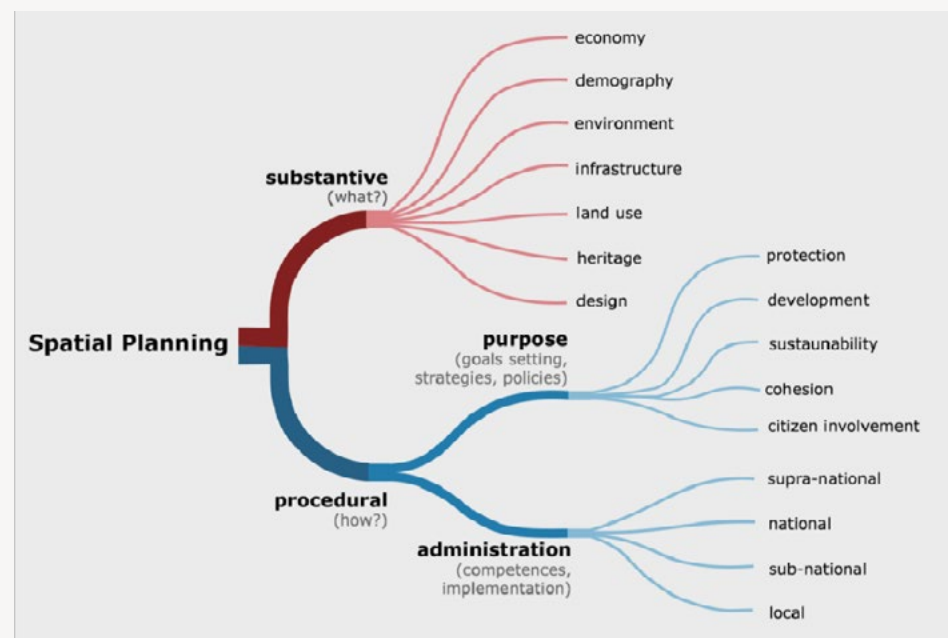 economy
demography
environment
infrastructure
land use
heritage
design
substantive
(what?)
Spatial Planning
procedural
(how?)
purpose
(goals setting,
strategies, policies)
protection
development
sustaunability
cohesion
citizen involvement
administration
(competences,
implementation)
supra-national
national
sub-national
local